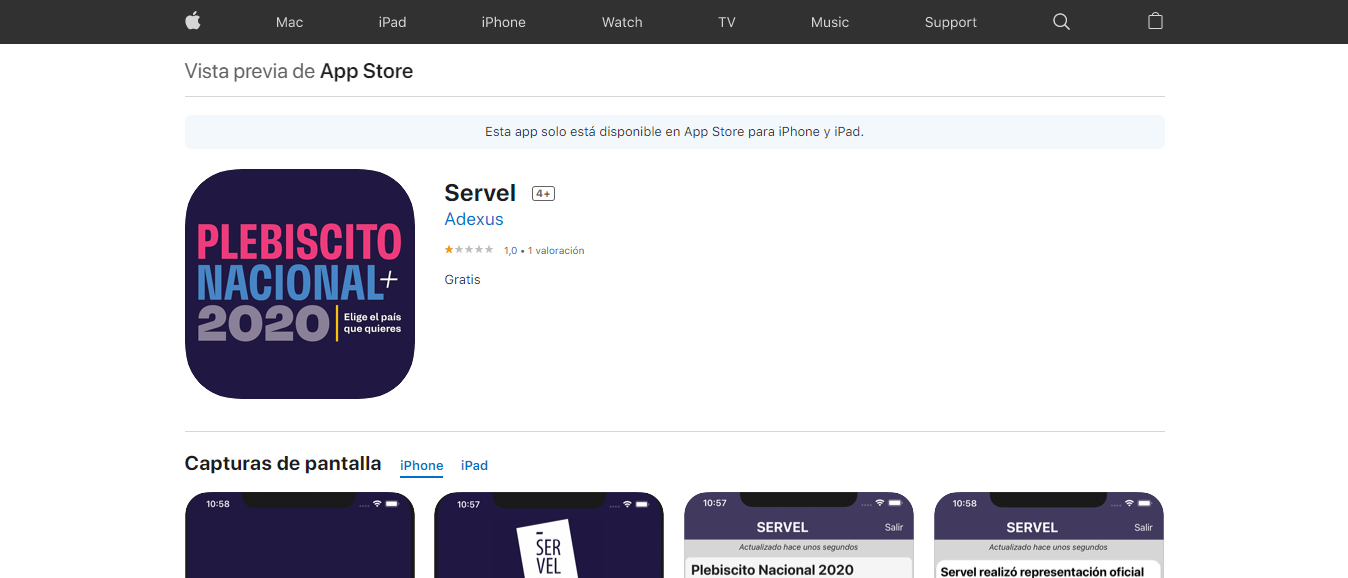 Mac iPad iPhone Watch TV Music Support
Vista previa de App Store
Esta app solo está disponible en App Store para iPhone y iPad.
PLEBISCITO
NACIONAL+
2020
Elige el país
que quieres
Servel 4+
Adexus
1,0 • 1 valoración
Gratis
Capturas de pantalla iPhone iPad
10:58
10:57
SER
VEL
10:57
SERVEL Salir
Actualizado hace unos segundos
Plebiscito Nacional 2020
10:58
SERVEL Salir
Actualizado hace unos segundos
Servel realizó representación oficial